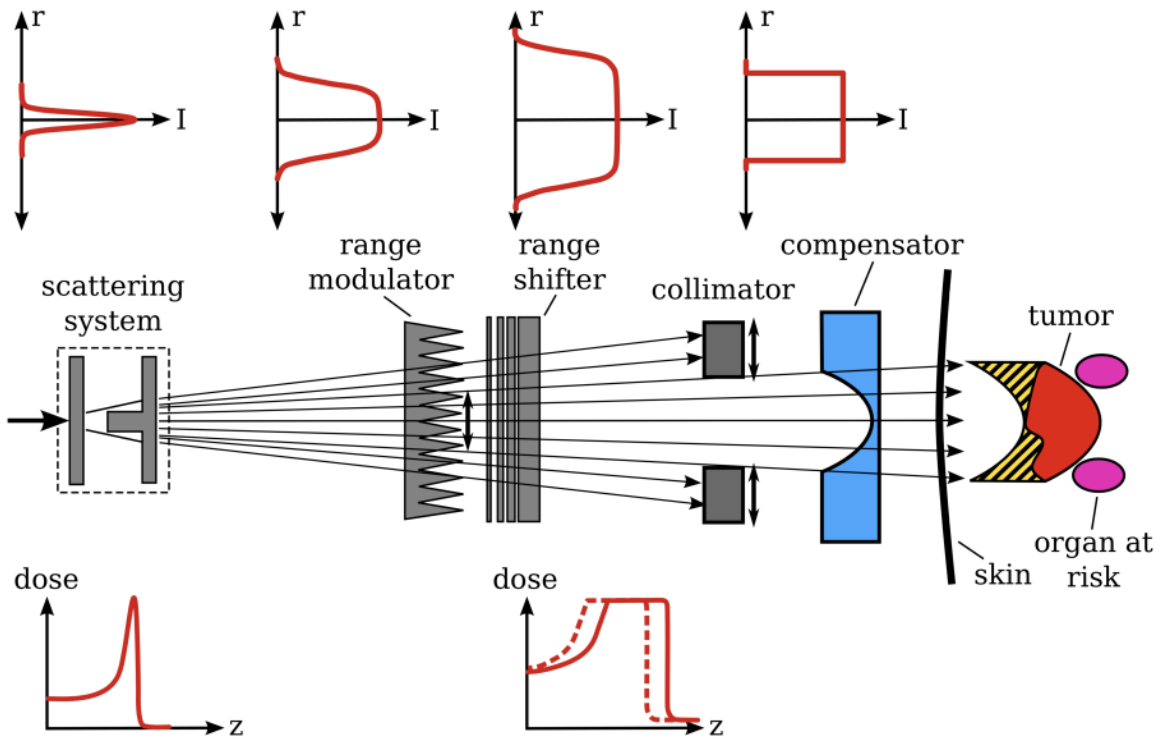 r
I
r
I
r
I
r
I
scattering
system
range
modulator
range
shifter
collimator
compensator
tumor
skin
organ at
risk
dose
z
dose
z